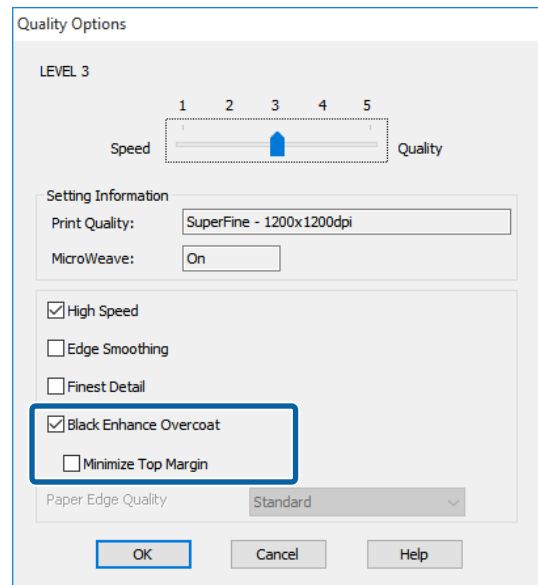 Quality Options
LEVEL 3
1 2 3 4 5
Speed Quality
Setting Information
Print Quality: SuperFine - 1200x1200dpi
MicroWeave: On
High Speed
Edge Smoothing
Finest Detail
Black Enhance Overcoat
Minimize Top Margin
Paper Edge Quality Standard
OK Cancel Help